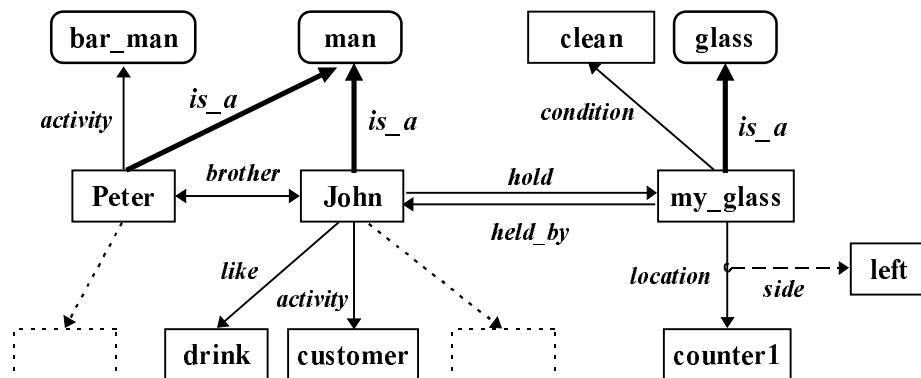 bar_man
man
clean
glass
is_a
activity
is_a
condition
is_a
brother
hold
Peter
John
my_glass
held_by
like
activity
location
side
left
drink
customer
counter1